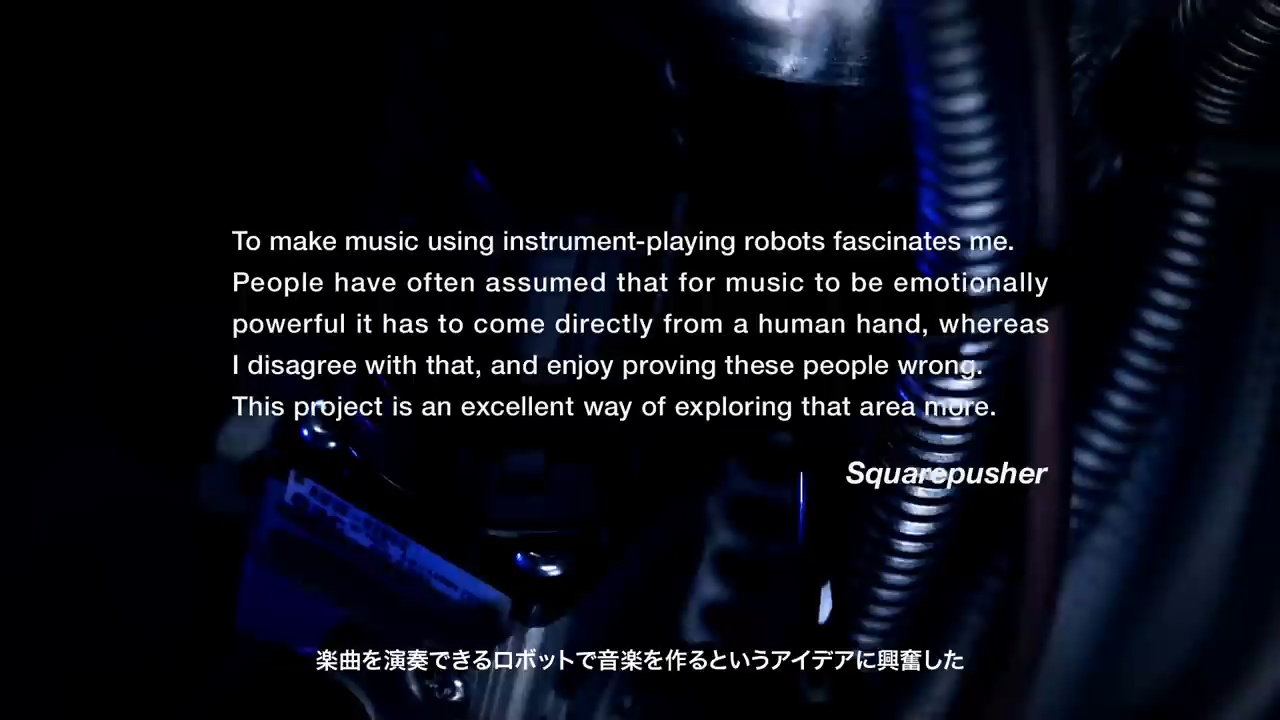 To make music using instrument-playing robots fascinates me.
People have often assumed that for music to be emotionally
powerful it has to come directly from a human hand, whereas
I disagree with that, and enjoy proving these people wrong.
This project is an excellent way of exploring that area more.
Squarepusher
楽曲を演奏できるロボットで音楽を作るというアイデアに興奮した